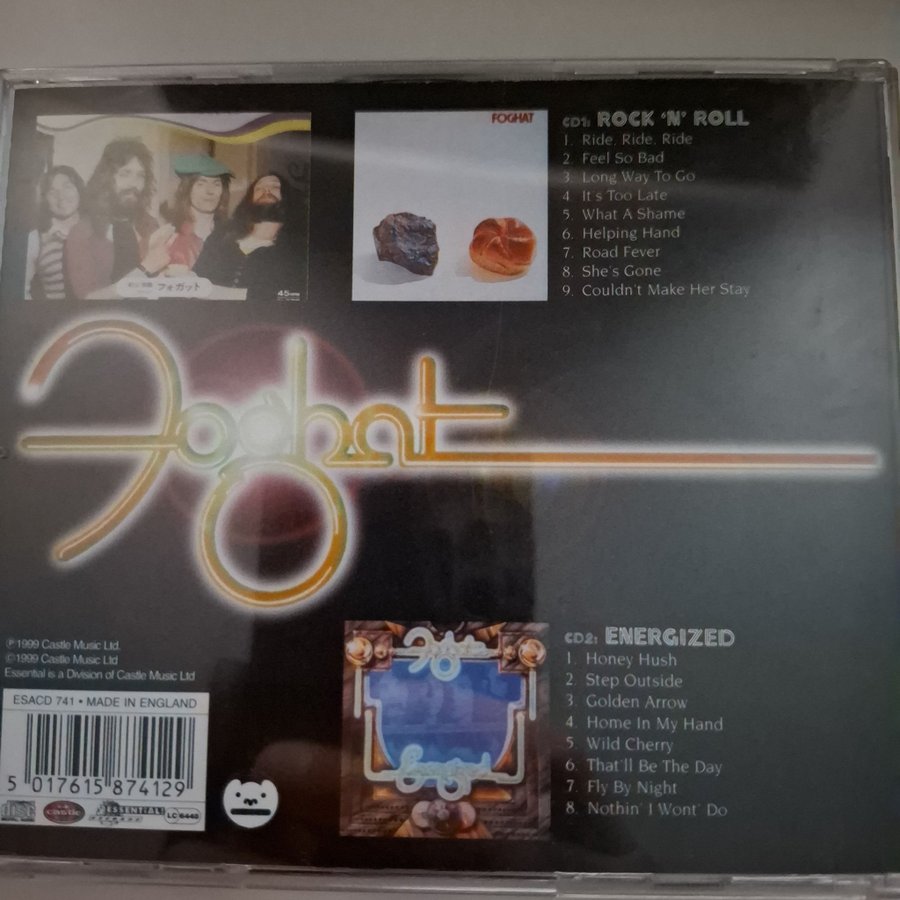 フォガット
45
FOGHAT
CD1: ROCK 'N' ROLL
1. Ride, Ride, Ride
2. Feel So Bad
3. Long Way To Go
4 It's Too Late
5. What A Shame
6. Helping Hand
7. Road Fever
8. She's Gone
9. Couldn't Make Her Stay
Foghat
℗1999 Castle Music Ltd.
©1999 Castle Music Ltd
Essential is a Division of Castle Music Ltd
ESACD 741 • MADE IN ENGLAND
5 017615 874129
disc
castle
ESSENTIAL!
LC 6448
Foghat
Energized
CD2: ENERGIZED
1. Honey Hush
2. Step Outside
3. Golden Arrow
4. Home In My Hand
5. Wild Cherry
6. That'll Be The Day
7. Fly By Night
8. Nothin' I Wont' Do